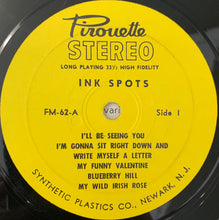 Pirouette
STEREO
LONG PLAYING 33⅓ HIGH FIDELITY
INK SPOTS
FM-62-A
vari
Side 1
I'LL BE SEEING YOU
I'M GONNA SIT RIGHT DOWN AND
WRITE MYSELF A LETTER
MY FUNNY VALENTINE
BLUEBERRY HILL
MY WILD IRISH ROSE
SYNTHETIC PLASTICS CO., NEWARK, N. J.